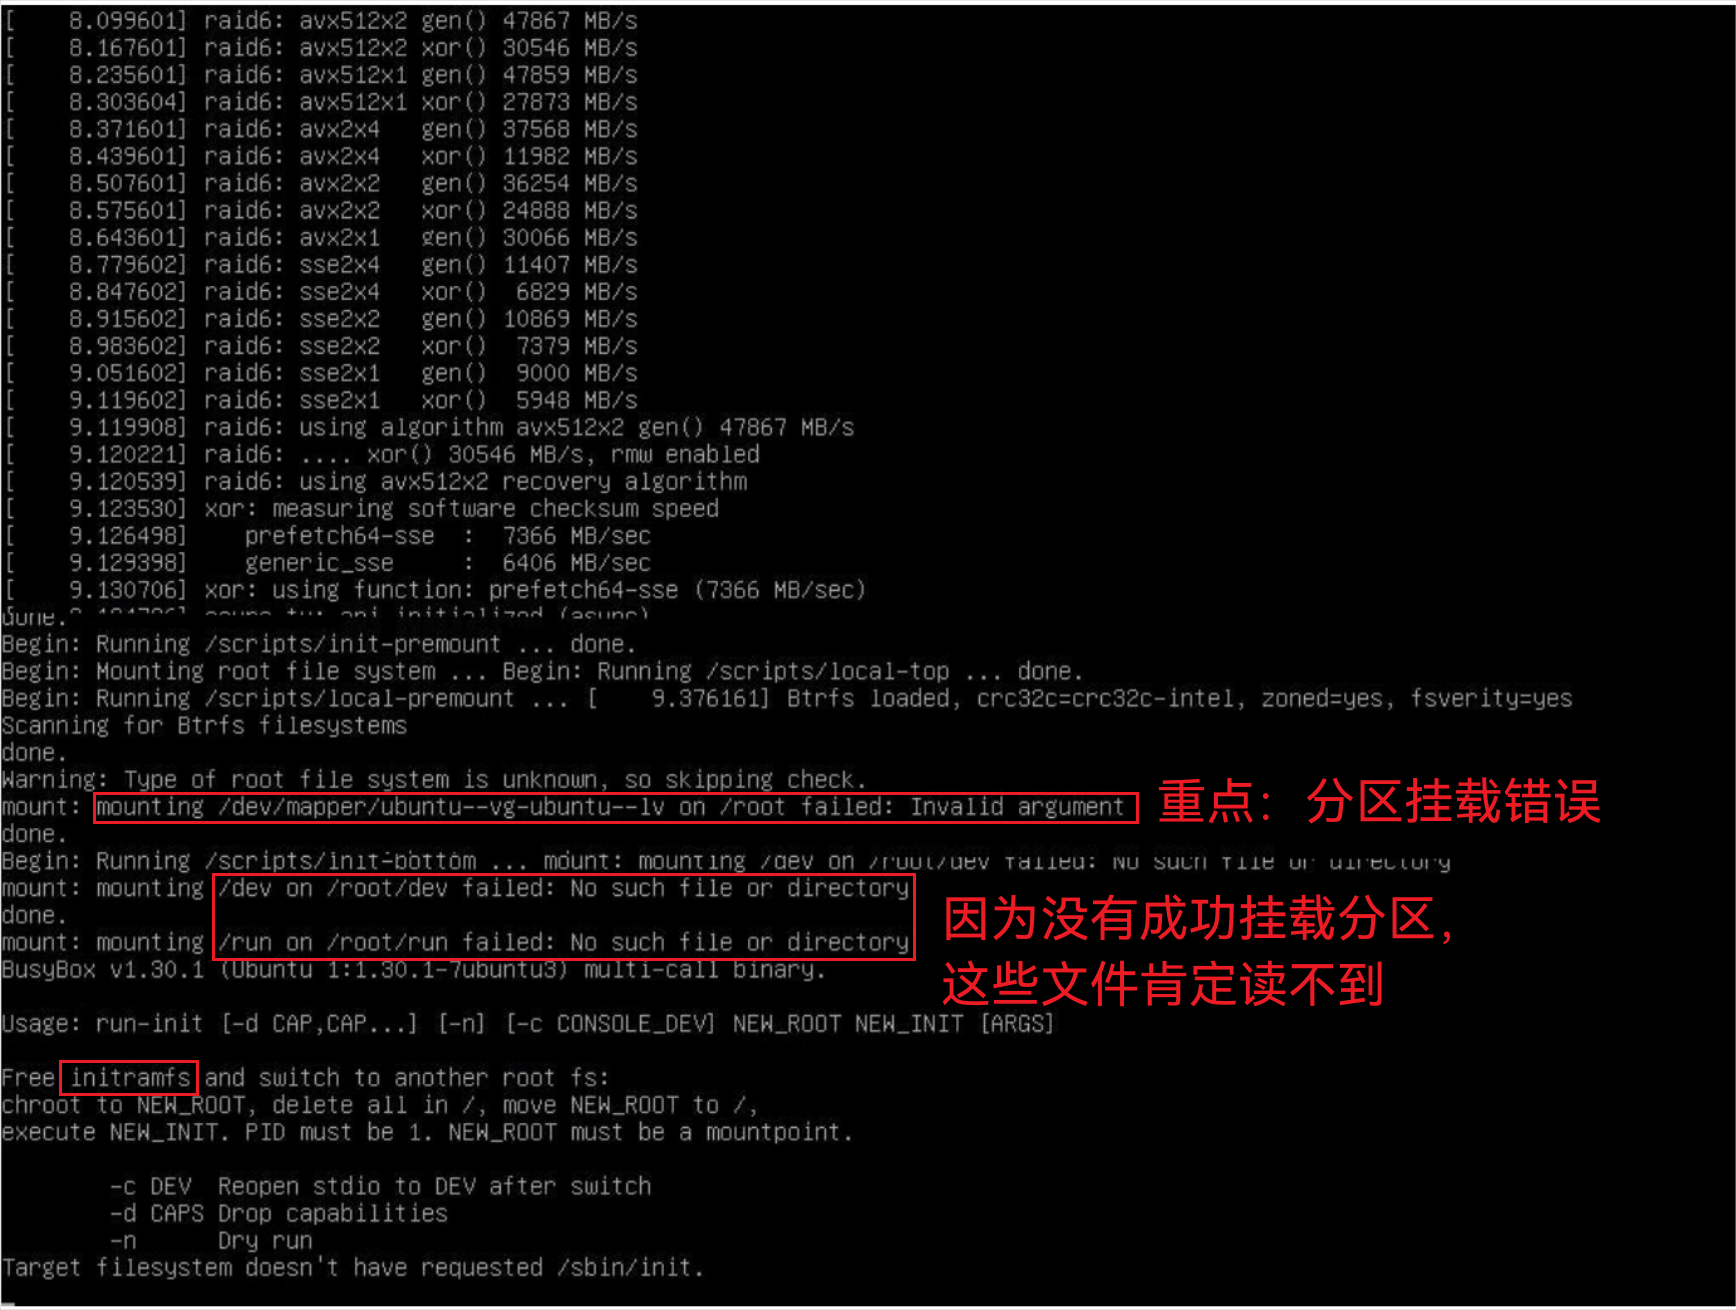 [    8.099601] raid6: avx512x2 gen() 47867 MB/s
[    8.167601] raid6: avx512x2 xor() 30546 MB/s
[    8.235601] raid6: avx512x1 gen() 47859 MB/s
[    8.303604] raid6: avx512x1 xor() 27873 MB/s
[    8.371601] raid6: avx2x4   gen() 37568 MB/s
[    8.439601] raid6: avx2x4   xor() 11982 MB/s
[    8.507601] raid6: avx2x2   gen() 36254 MB/s
[    8.575601] raid6: avx2x2   xor() 24888 MB/s
[    8.643601] raid6: avx2x1   gen() 30066 MB/s
[    8.779602] raid6: sse2x4   gen() 11407 MB/s
[    8.847602] raid6: sse2x4   xor()  6829 MB/s
[    8.915602] raid6: sse2x2   gen() 10869 MB/s
[    8.983602] raid6: sse2x2   xor()  7379 MB/s
[    9.051602] raid6: sse2x1   gen()  9000 MB/s
[    9.119602] raid6: sse2x1   xor()  5948 MB/s
[    9.119908] raid6: using algorithm avx512x2 gen() 47867 MB/s
[    9.120221] raid6: .... xor() 30546 MB/s, rmw enabled
[    9.120539] raid6: using avx512x2 recovery algorithm
[    9.123530] xor: measuring software checksum speed
[    9.126498]    prefetch64-sse  :  7366 MB/sec
[    9.129398]    generic_sse     :  6406 MB/sec
[    9.130706] xor: using function: prefetch64-sse (7366 MB/sec)
done.
Begin: Running /scripts/init-premount ... done.
Begin: Mounting root file system ... Begin: Running /scripts/local-top ... done.
Begin: Running /scripts/local-premount ... [    9.376161] Btrfs loaded, crc32c=crc32c-intel, zoned=yes, fsverity=yes
Scanning for Btrfs filesystems
done.
Warning: Type of root file system is unknown, so skipping check.
mount: mounting /dev/mapper/ubuntu--vg-ubuntu--lv on /root failed: Invalid argument
重点：分区挂载错误
done.
Begin: Running /scripts/init-bottom ... mount: mounting /dev on /root/dev failed: No such file or directory
mount: mounting /dev on /root/dev failed: No such file or directory
done.
mount: mounting /run on /root/run failed: No such file or directory
因为没有成功挂载分区，
这些文件肯定读不到
BusyBox v1.30.1 (Ubuntu 1:1.30.1-7ubuntu3) multi-call binary.
Usage: run-init [-d CAP,CAP...] [-n] [-c CONSOLE_DEV] NEW_ROOT NEW_INIT [ARGS]
Free initramfs and switch to another root fs:
chroot to NEW_ROOT, delete all in /, move NEW_ROOT to /,
execute NEW_INIT. PID must be 1. NEW_ROOT must be a mountpoint.
-c DEV  Reopen stdio to DEV after switch
-d CAPS Drop capabilities
-n      Dry run
Target filesystem doesn't have requested /sbin/init.